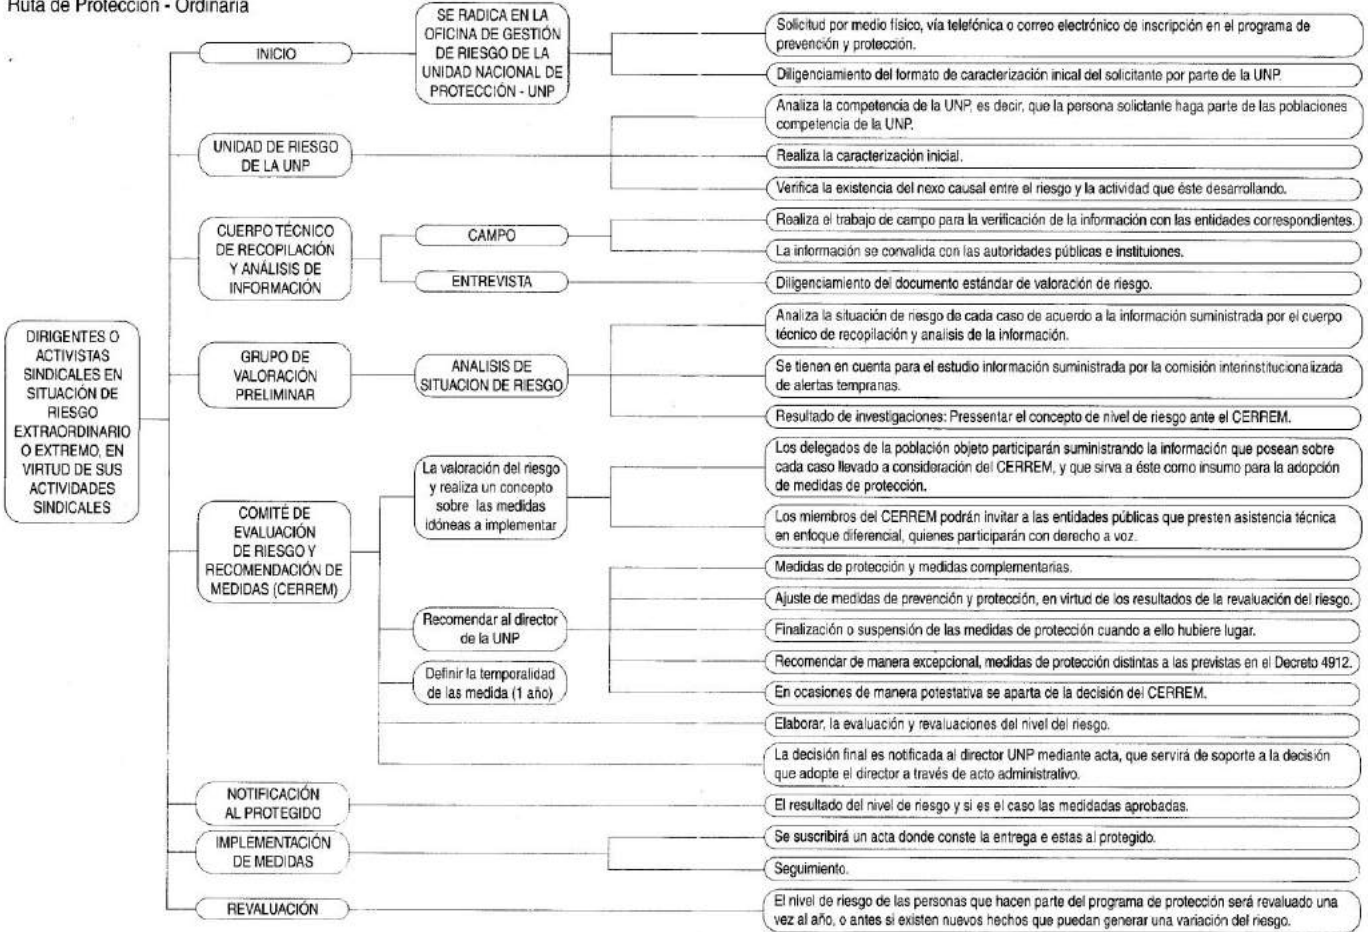 Ruta de Protección - Ordinaria
INICIO
SE RADICA EN LA
OFICINA DE GESTIÓN
DE RIESGO DE LA
UNIDAD NACIONAL DE
PROTECCIÓN - UNP
Solicitud por medio físico, vía telefónica o correo electrónico de inscripción en el programa de
prevención y protección.
Diligenciamiento del formato de caracterización inical del solicitante por parte de la UNP.
UNIDAD DE RIESGO
DE LA UNP
Analiza la competencia de la UNP, es decir, que la persona solictante haga parte de las poblaciones
competencia de la UNP.
Realiza la caracterización inicial.
Verifica la existencia del nexo causal entre el riesgo y la actividad que éste desarrollando.
CUERPO TÉCNICO
DE RECOPILACIÓN
Y ANÁLISIS DE
INFORMACIÓN
CAMPO
Realiza el trabajo de campo para la verificación de la información con las entidades correspondientes.
La información se convalida con las autoridades públicas e instituiones.
ENTREVISTA
Diligenciamiento del documento estándar de valoración de riesgo.
DIRIGENTES O
ACTIVISTAS
SINDICALES EN
SITUACIÓN DE
RIESGO
EXTRAORDINARIO
O EXTREMO, EN
VIRTUD DE SUS
ACTIVIDADES
SINDICALES
GRUPO DE
VALORACIÓN
PRELIMINAR
ANALISIS DE
SITUACION DE RIESGO
Analiza la situación de riesgo de cada caso de acuerdo a la información suministrada por el cuerpo
técnico de recopilación y analisis de la información.
Se tienen en cuenta para el estudio información suministrada por la comisión interinstitucionalizada
de alertas tempranas.
Resultado de investigaciones: Pressentar el concepto de nivel de riesgo ante el CERREM.
COMITÉ DE
EVALUACIÓN
DE RIESGO Y
RECOMENDACIÓN DE
MEDIDAS (CERREM)
La valoración del riesgo
y realiza un concepto
sobre las medidas
idóneas a implementar
Los delegados de la población objeto participarán suministrando la información que posean sobre
cada caso llevado a consideración del CERREM, y que sirva a éste como insumo para la adopción
de medidas de protección.
Los miembros del CERREM podrán invitar a las entidades públicas que presten asistencia técnica
en enfoque diferencial, quienes participarán con derecho a voz.
Recomendar al director
de la UNP
Medidas de protección y medidas complementarias.
Ajuste de medidas de prevención y protección, en virtud de los resultados de la revaluación del riesgo.
Finalización o suspensión de las medidas de protección cuando a ello hubiere lugar.
Recomendar de manera excepcional, medidas de protección distintas a las previstas en el Decreto 4912.
En ocasiones de manera potestativa se aparta de la decisión del CERREM.
Definir la temporalidad
de las medida (1 año)
Elaborar, la evaluación y revaluaciones del nivel del riesgo.
La decisión final es notificada al director UNP mediante acta, que servirá de soporte a la decisión
que adopte el director a través de acto administrativo.
NOTIFICACIÓN
AL PROTEGIDO
El resultado del nivel de riesgo y si es el caso las medidadas aprobadas.
IMPLEMENTACIÓN
DE MEDIDAS
Se suscribirá un acta donde conste la entrega e estas al protegido.
Seguimiento.
REVALUACIÓN
El nivel de riesgo de las personas que hacen parte del programa de protección será revaluado una
vez al año, o antes si existen nuevos hechos que puedan generar una variación del riesgo.